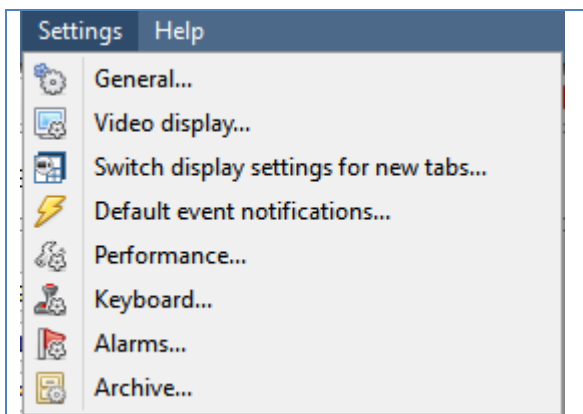 Settings Help
General...
Video display...
Switch display settings for new tabs...
Default event notifications...
Performance...
Keyboard...
Alarms...
Archive...